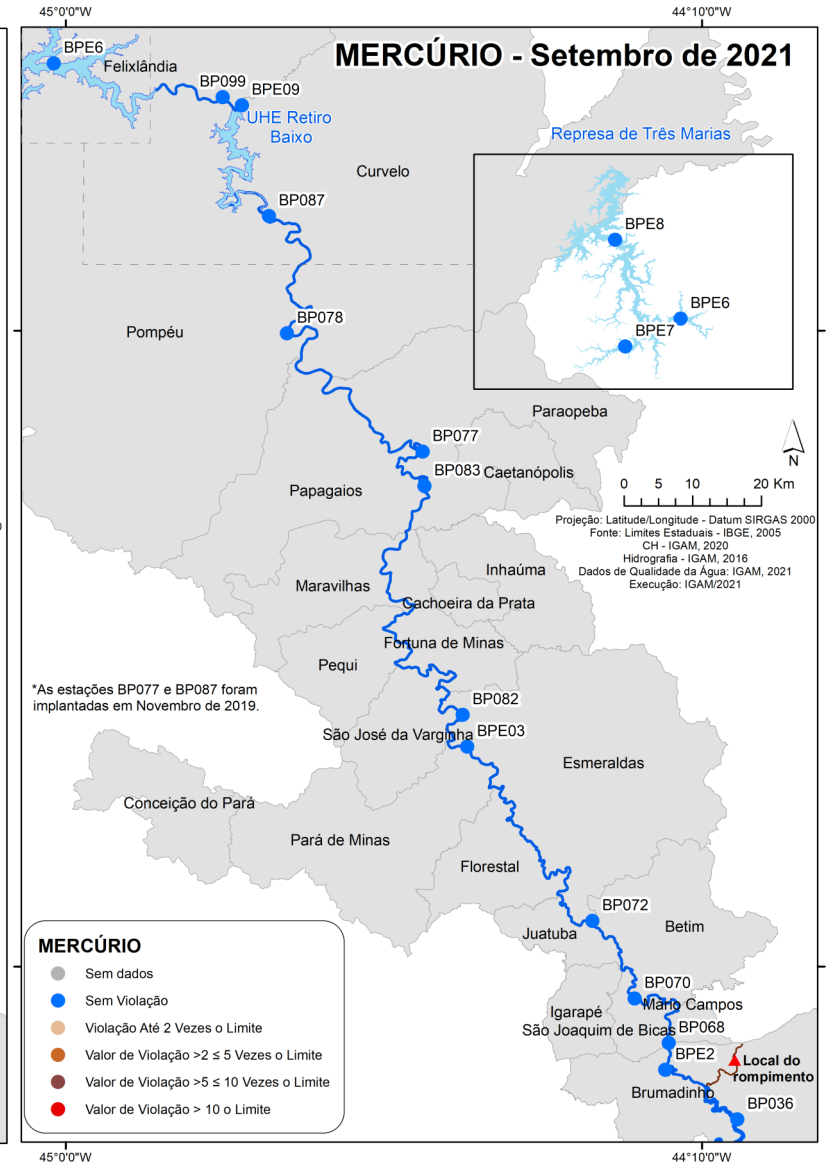 45°0'0"W
44°10'0"W
MERCÚRIO - Setembro de 2021
BPE6
Felixlândia
BP099
BPE09
UHE Retiro
Baixo
Represa de Três Marias
Curvelo
BP087
BPE8
BPE6
BPE7
BP078
Pompéu
Paraopeba
BP077
BP083
Caetanópolis
Papagaios
N
0 5 10 20 Km
Projeção: Latitude/Longitude - Datum SIRGAS 2000
Fonte: Limites Estaduais - IBGE, 2005
CH - IGAM, 2020
Hidrografia - IGAM, 2016
Dados de Qualidade da Água: IGAM, 2021
Execução: IGAM/2021
Inhaúma
Maravilhas
Cachoeira da Prata
Fortuna de Minas
Pequi
*As estações BP077 e BP087 foram
implantadas em Novembro de 2019.
BP082
São José da Varginha
BPE03
Esmeraldas
Conceição do Pará
Pará de Minas
Florestal
BP072
Juatuba
Betim
BP070
Mário Campos
Igarapé
São Joaquim de Bicas
BP068
BPE2
Local do
rompimento
Brumadinho
BP036
MERCÚRIO
Sem dados
Sem Violação
Violação Até 2 Vezes o Limite
Valor de Violação >2 ≤ 5 Vezes o Limite
Valor de Violação >5 ≤ 10 Vezes o Limite
Valor de Violação > 10 o Limite
45°0'0"W
44°10'0"W